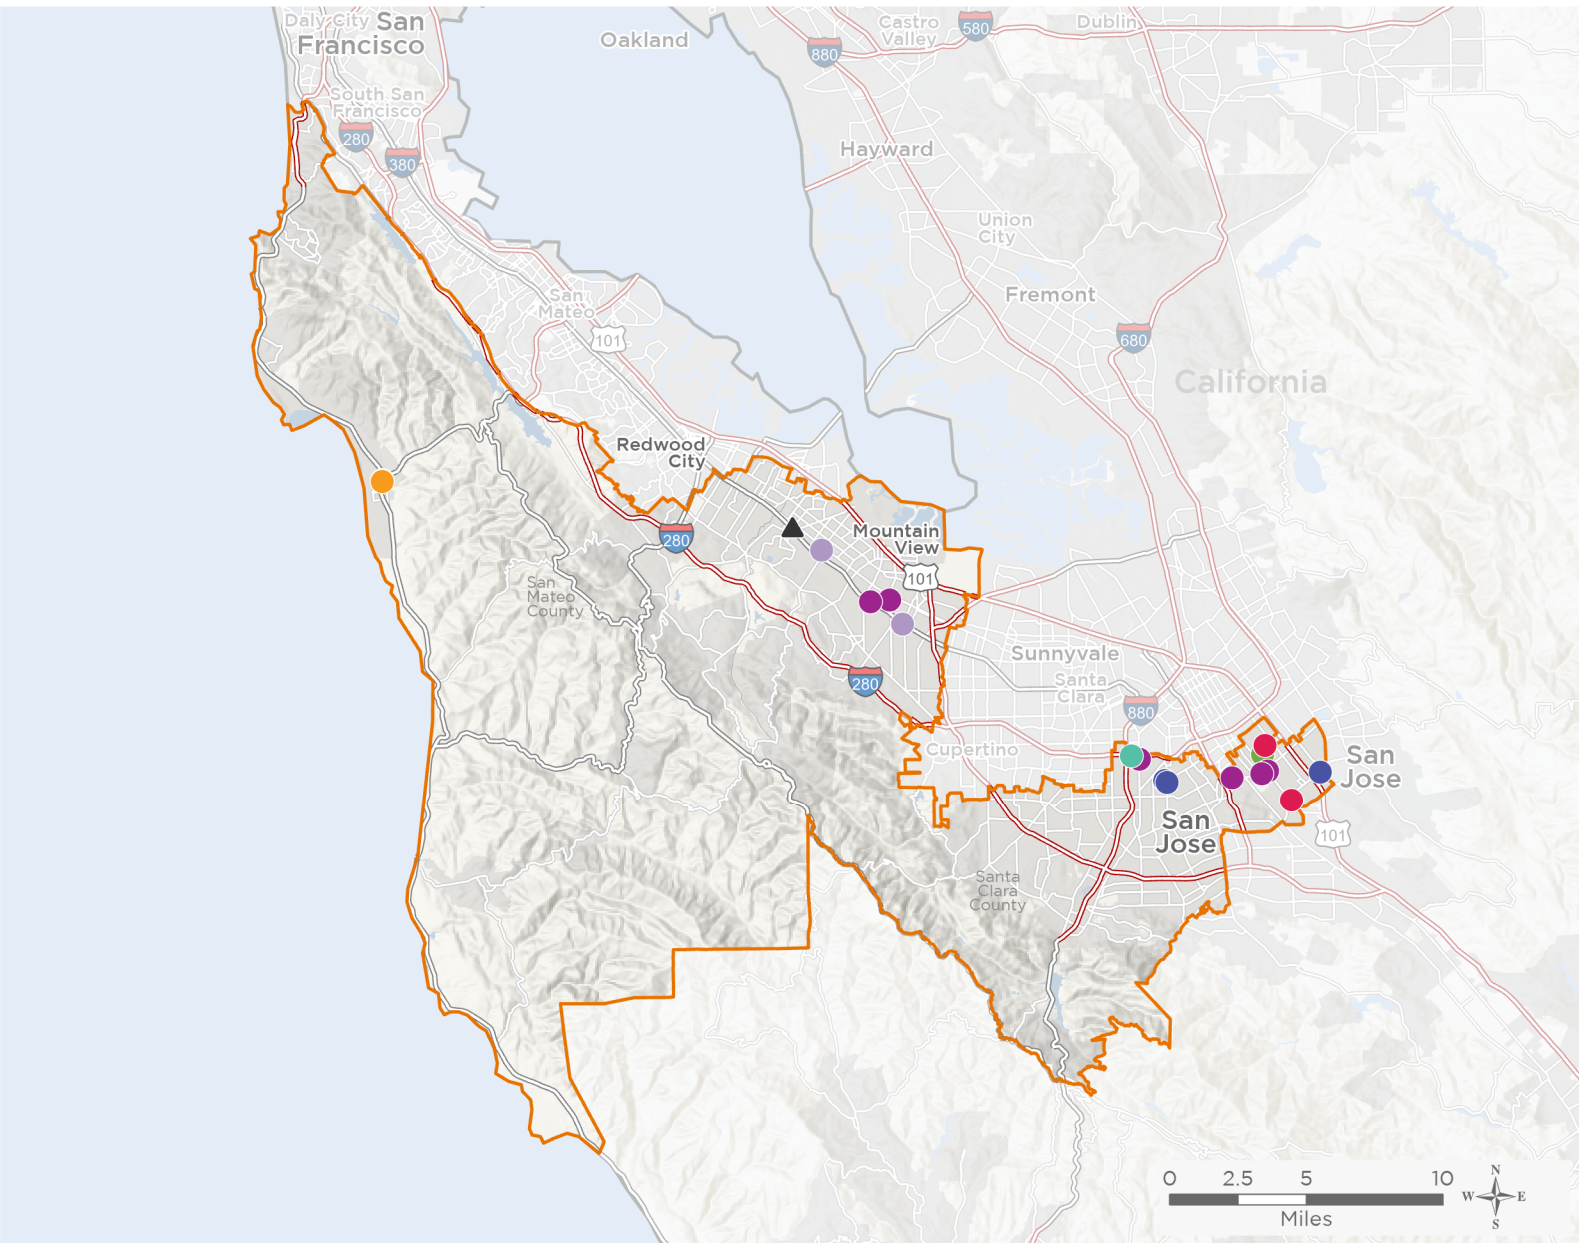 Daly City
San
Francisco
Oakland
Castro
Valley
580
Dublin
880
South San
Francisco
280
380
Hayward
Union
City
San
Mateo
101
Fremont
680
California
Redwood
City
280
Mountain
View
101
San
Mateo
County
Sunnyvale
Santa
Clara
280
880
Cupertino
San
Jose
San
Jose
101
Santa
Clara
County
0
2.5
5
10
Miles
N
W
E
S